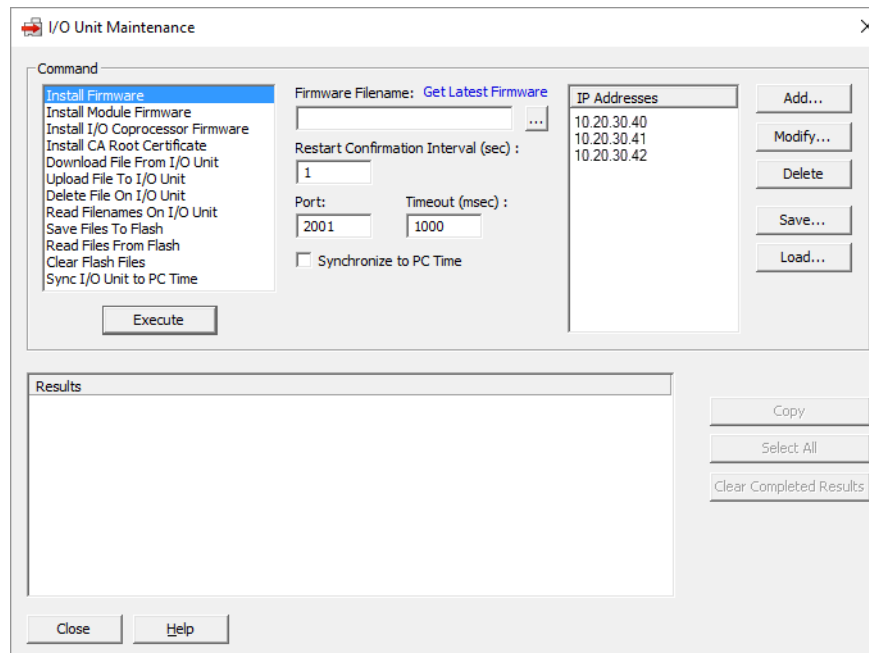 I/O Unit Maintenance
Command
Install Firmware
Install Module Firmware
Install I/O Coprocessor Firmware
Install CA Root Certificate
Download File From I/O Unit
Upload File To I/O Unit
Delete File On I/O Unit
Read Filenames On I/O Unit
Save Files To Flash
Read Files From Flash
Clear Flash Files
Sync I/O Unit to PC Time
Execute
Firmware Filename: Get Latest Firmware
...
Restart Confirmation Interval (sec) :
1
Port: Timeout (msec) :
2001 1000
Synchronize to PC Time
IP Addresses
10.20.30.40
10.20.30.41
10.20.30.42
Add...
Modify...
Delete
Save...
Load...
Results
Copy
Select All
Clear Completed Results
Close Help